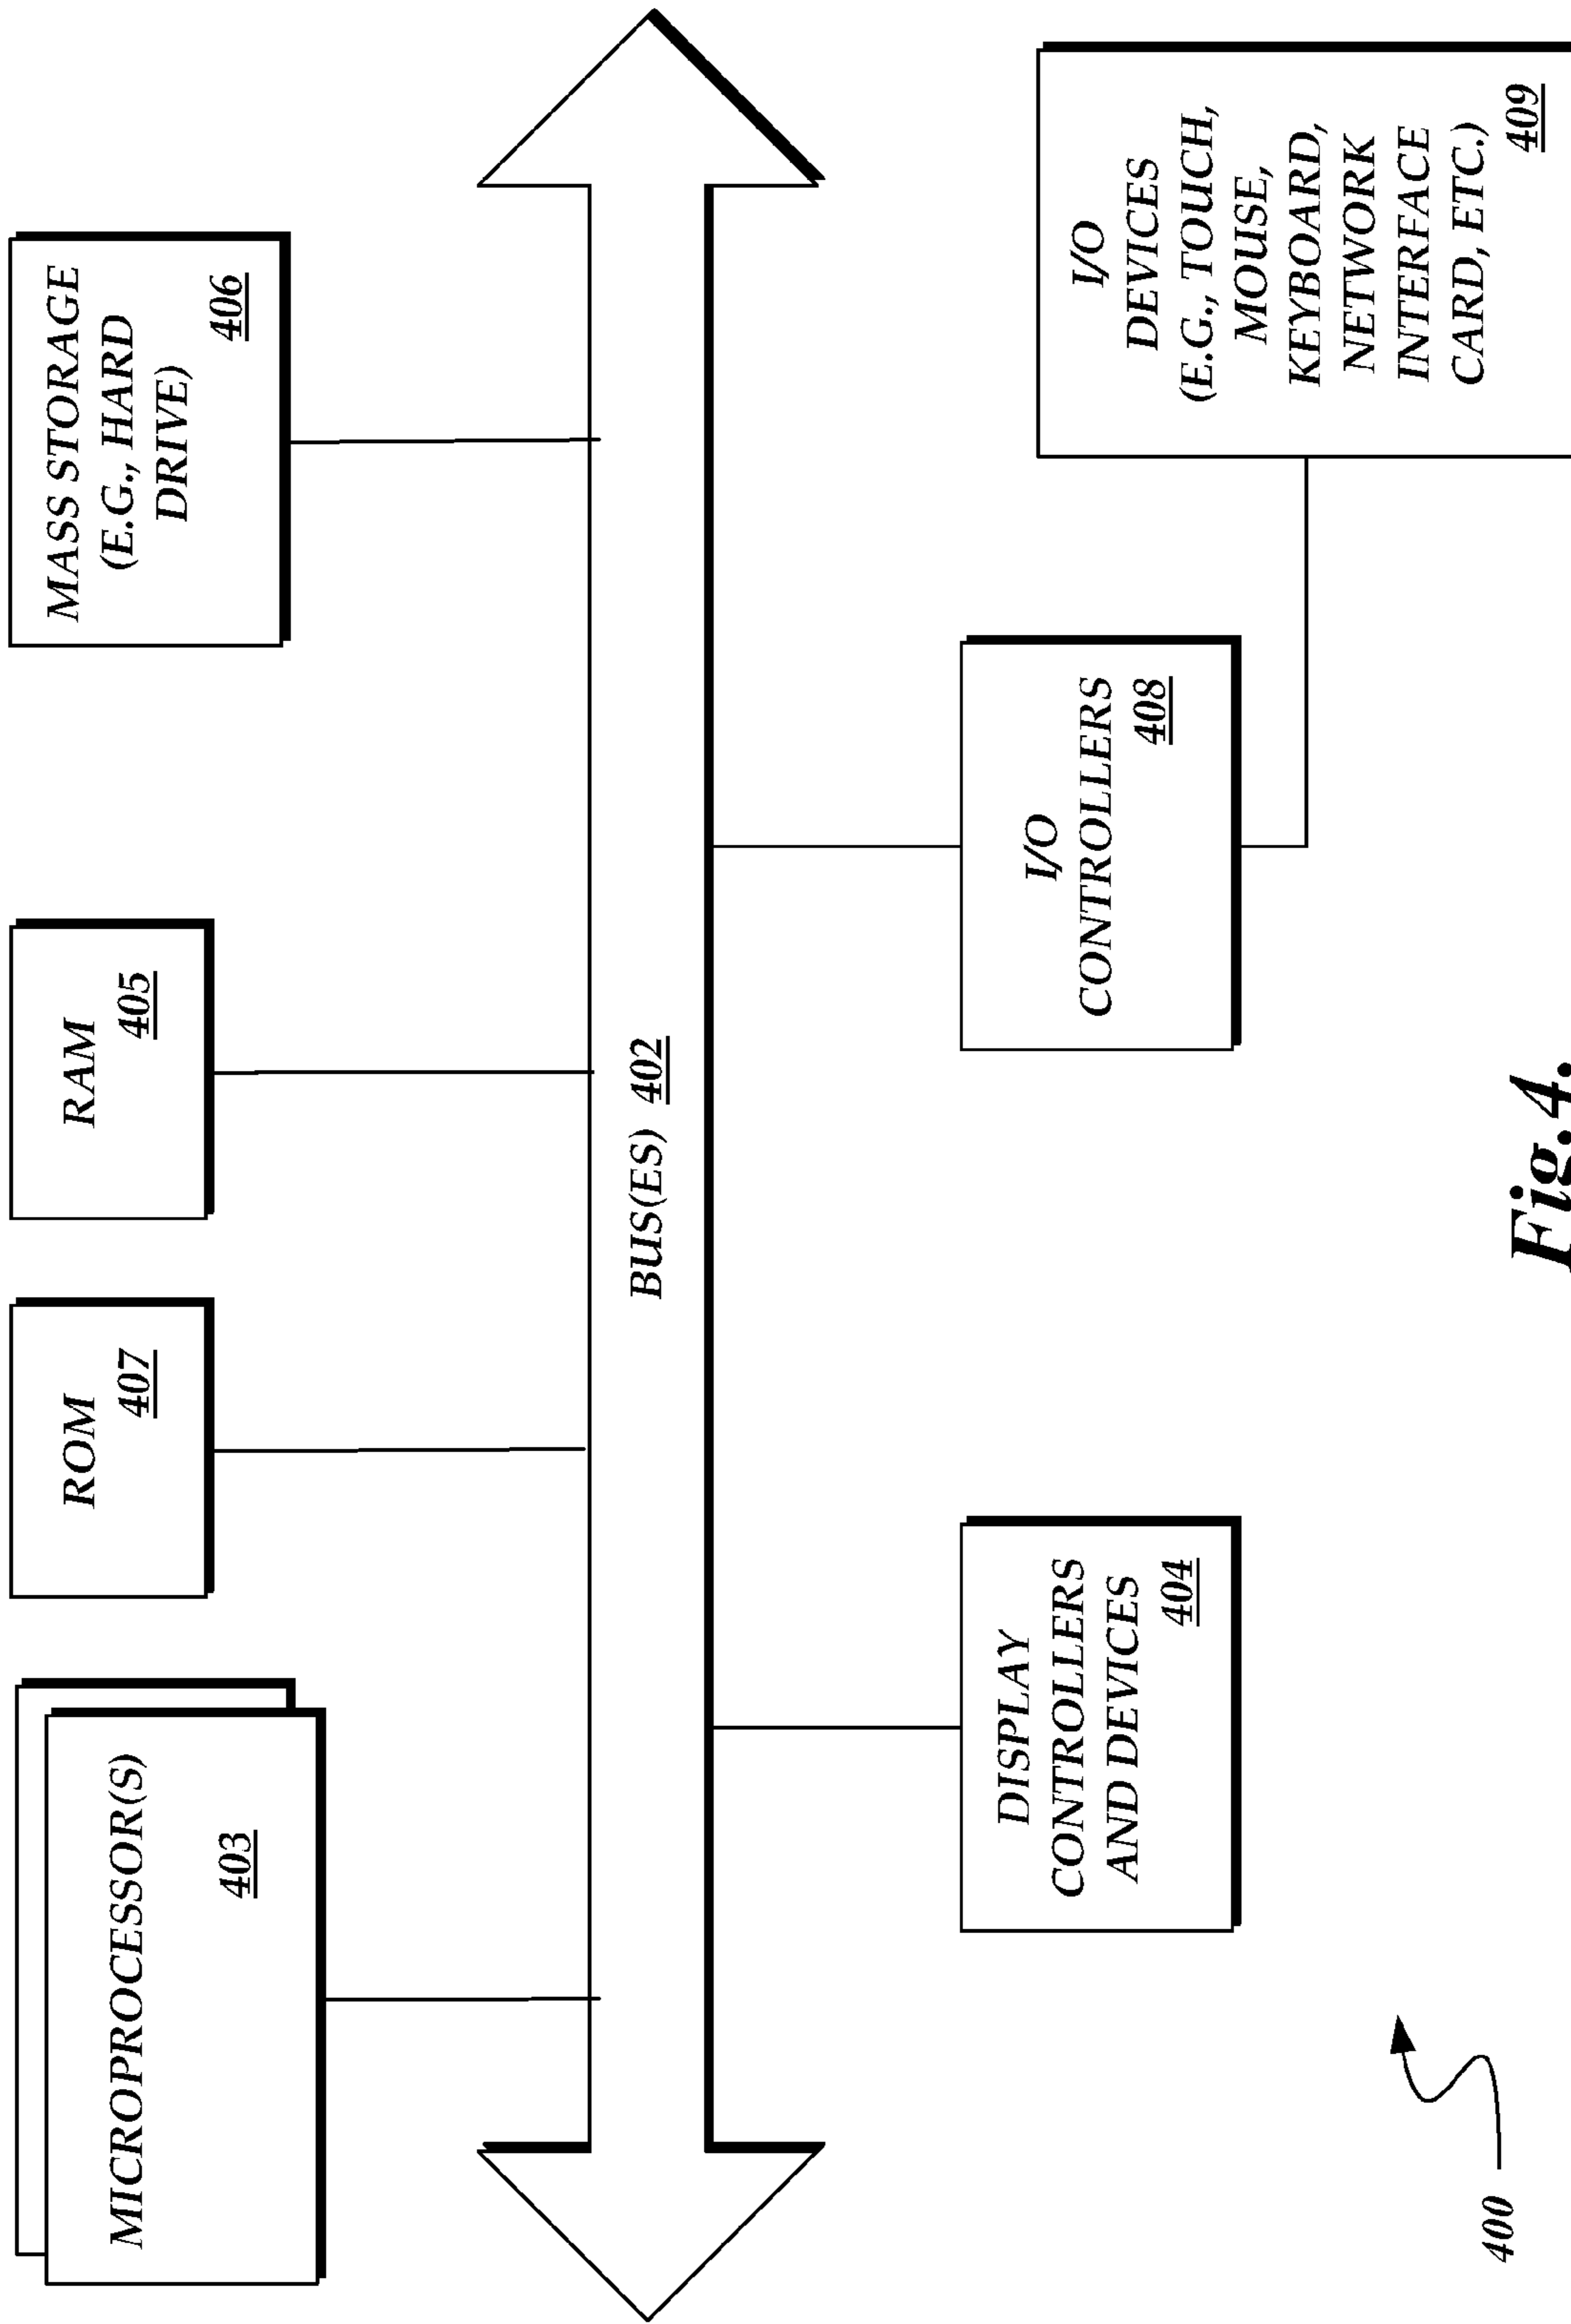 MICROPROCESSOR(S)
403
ROM
407
RAM
405
MASS STORAGE
(E.G., HARD
DRIVE)
406
BUS(ES) 402
DISPLAY
CONTROLLERS
AND DEVICES
404
I/O
CONTROLLERS
408
I/O
DEVICES
(E.G., TOUCH,
MOUSE,
KEYBOARD,
NETWORK
INTERFACE
CARD, ETC.)
409
400
Fig.4.